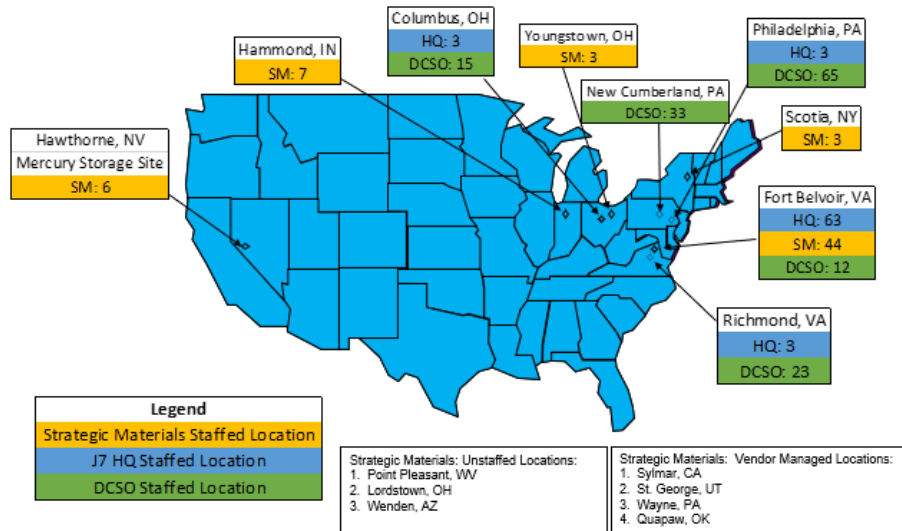 Columbus, OH
HQ: 3
DCSO: 15
Youngstown, OH
SM: 3
Philadelphia, PA
HQ: 3
DCSO: 65
Hammond, IN
SM: 7
New Cumberland, PA
DCSO: 33
Scotia, NY
SM: 3
Hawthorne, NV
Mercury Storage Site
SM: 6
Fort Belvoir, VA
HQ: 63
SM: 44
DCSO: 12
Richmond, VA
HQ: 3
DCSO: 23
Legend
Strategic Materials Staffed Location
J7 HQ Staffed Location
DCSO Staffed Location
Strategic Materials: Unstaffed Locations:
1. Point Pleasant, WV
2. Lordstown, OH
3. Wenden, AZ
Strategic Materials: Vendor Managed Locations:
1. Sylmar, CA
2. St. George, UT
3. Wayne, PA
4. Quapaw, OK